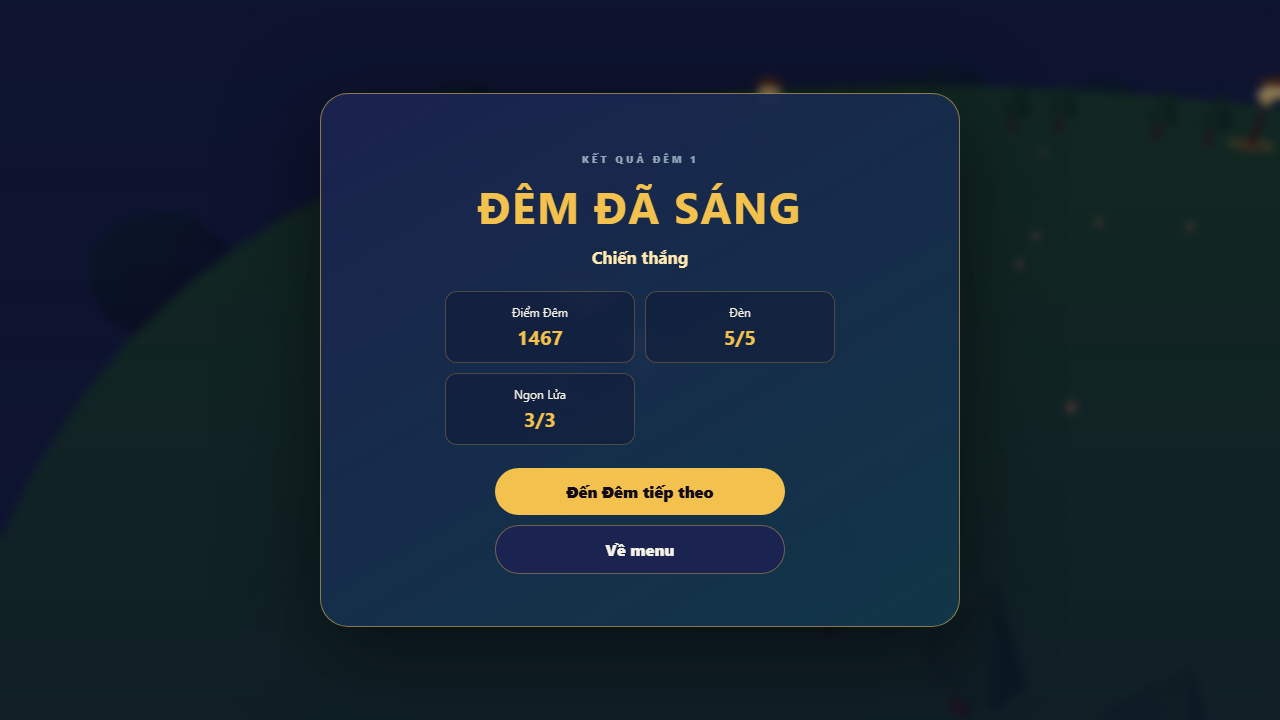 KẾT QUẢ ĐÊM 1
ĐÊM ĐÃ SÁNG
Chiến thắng
Điểm Đêm
1467
Đèn
5/5
Ngọn Lửa
3/3
Đến Đêm tiếp theo
Về menu